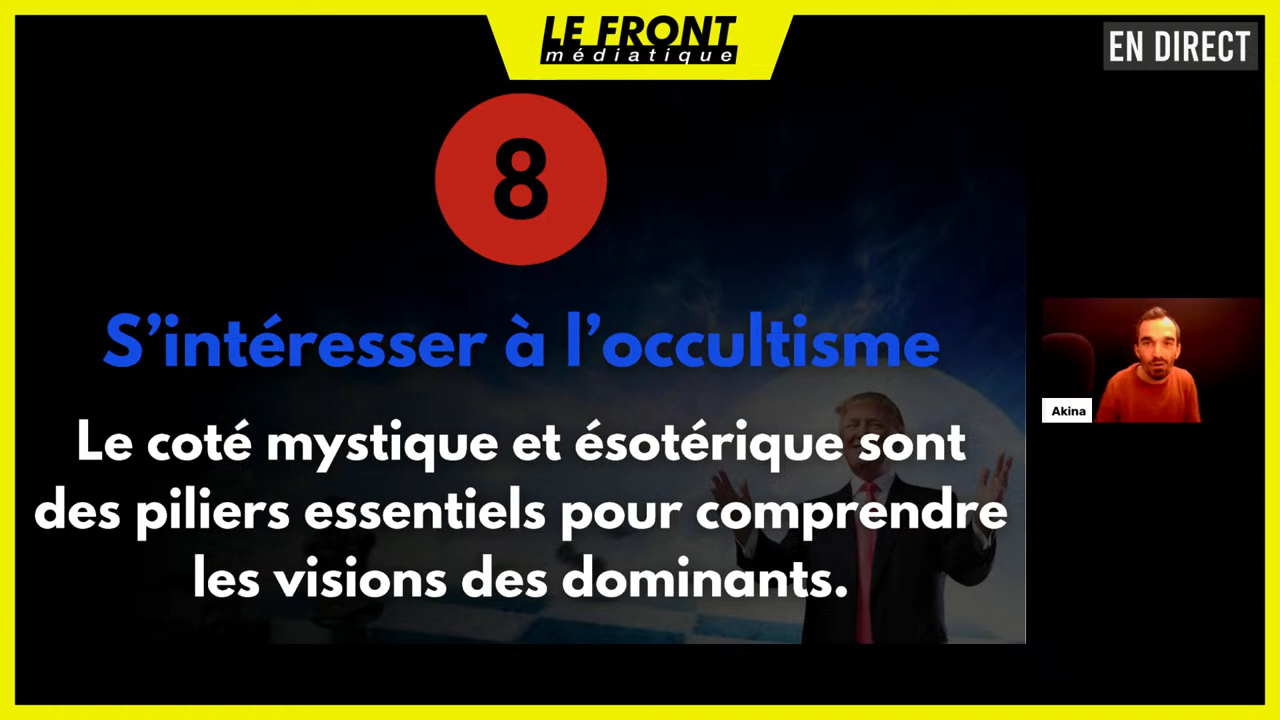 LE FRONT
médiatique
EN DIRECT
8
S’intéresser à l’occultisme
Le coté mystique et ésotérique sont
des piliers essentiels pour comprendre
les visions des dominants.
Akina